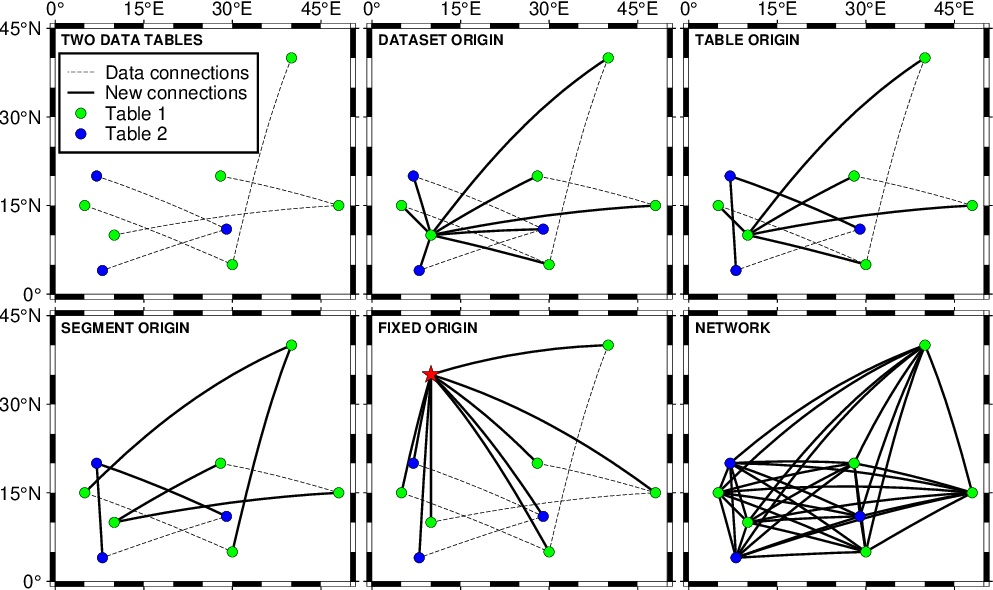 0° 15°E 30°E 45°E 0° 15°E 30°E 45°E 0° 15°E 30°E 45°E
45°N
TWO DATA TABLES
Data connections
New connections
Table 1
Table 2
DATASET ORIGIN
TABLE ORIGIN
30°N
15°N
0°
45°N
SEGMENT ORIGIN
FIXED ORIGIN
NETWORK
30°N
15°N
0°